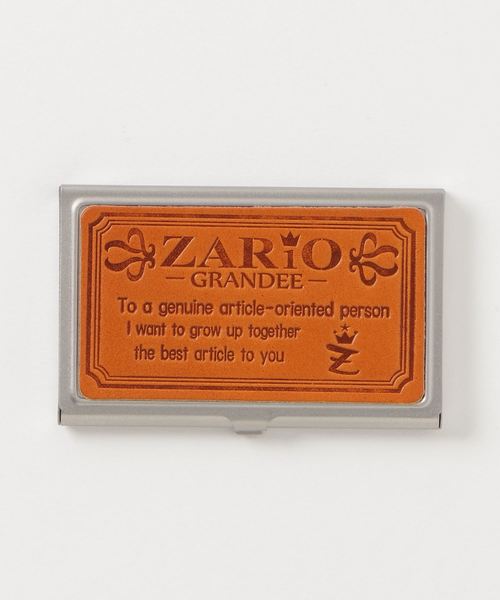 ZARiO
— GRANDEE —
To a genuine article-oriented person
I want to grow up together
the best article to you
Z